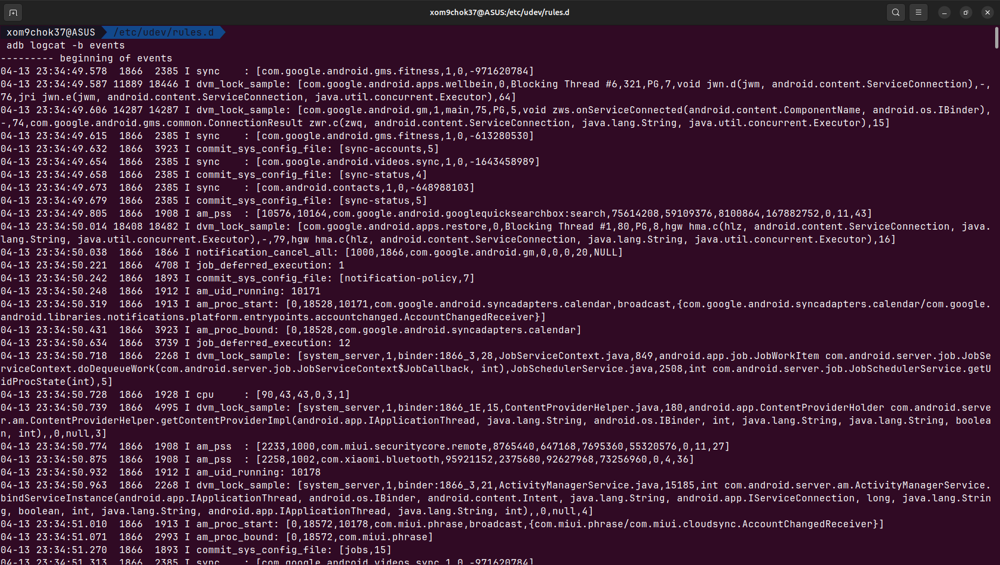 xom9chok37@ASUS:/etc/udev/rules.d
xom9chok37@ASUS /etc/udev/rules.d
adb logcat -b events
--------- beginning of events
04-13 23:34:49.578  1866  2385 I sync    : [com.google.android.gms.fitness,1,0,-971620784]
04-13 23:34:49.587 11889 18446 I dvm_lock_sample: [com.google.android.apps.wellbein,0,Blocking Thread #6,321,PG,7,void jwn.d(jwm, android.content.ServiceConnection),-,
76,jri jwn.e(jwm, android.content.ServiceConnection, java.util.concurrent.Executor),64]
04-13 23:34:49.606 14287 14287 I dvm_lock_sample: [com.google.android.gm,1,main,75,PG,5,void zws.onServiceConnected(android.content.ComponentName, android.os.IBinder),
-,74,com.google.android.gms.common.ConnectionResult zwr.c(zwq, android.content.ServiceConnection, java.lang.String, java.util.concurrent.Executor),15]
04-13 23:34:49.615  1866  2385 I sync    : [com.google.android.gms.fitness,1,0,-613280530]
04-13 23:34:49.632  1866  3923 I commit_sys_config_file: [sync-accounts,5]
04-13 23:34:49.654  1866  2385 I sync    : [com.google.android.videos.sync,1,0,-1643458989]
04-13 23:34:49.658  1866  2385 I commit_sys_config_file: [sync-status,4]
04-13 23:34:49.673  1866  2385 I sync    : [com.android.contacts,1,0,-648988103]
04-13 23:34:49.679  1866  2385 I commit_sys_config_file: [sync-status,5]
04-13 23:34:49.805  1866  1908 I am_pss  : [10576,10164,com.google.android.googlequicksearchbox:search,75614208,59109376,8100864,167882752,0,11,43]
04-13 23:34:50.014 18408 18482 I dvm_lock_sample: [com.google.android.apps.restore,0,Blocking Thread #1,80,PG,8,hgw hma.c(hlz, android.content.ServiceConnection, java.
lang.String, java.util.concurrent.Executor),-,79,hgw hma.c(hlz, android.content.ServiceConnection, java.lang.String, java.util.concurrent.Executor),16]
04-13 23:34:50.038  1866  1866 I notification_cancel_all: [1000,1866,com.google.android.gm,0,0,0,20,NULL]
04-13 23:34:50.221  1866  4708 I job_deferred_execution: 1
04-13 23:34:50.242  1866  1893 I commit_sys_config_file: [notification-policy,7]
04-13 23:34:50.248  1866  1912 I am_uid_running: 10171
04-13 23:34:50.319  1866  1913 I am_proc_start: [0,18528,10171,com.google.android.syncadapters.calendar,broadcast,{com.google.android.syncadapters.calendar/com.google.
android.libraries.notifications.platform.entrypoints.accountchanged.AccountChangedReceiver}]
04-13 23:34:50.431  1866  3923 I am_proc_bound: [0,18528,com.google.android.syncadapters.calendar]
04-13 23:34:50.634  1866  3739 I job_deferred_execution: 12
04-13 23:34:50.718  1866  2268 I dvm_lock_sample: [system_server,1,binder:1866_3,28,JobServiceContext.java,849,android.app.job.JobWorkItem com.android.server.job.JobSe
rviceContext.doDequeueWork(com.android.server.job.JobServiceContext$JobCallback, int),JobSchedulerService.java,2508,int com.android.server.job.JobSchedulerService.getU
idProcState(int),5]
04-13 23:34:50.728  1866  1928 I cpu     : [90,43,43,0,3,1]
04-13 23:34:50.739  1866  4995 I dvm_lock_sample: [system_server,1,binder:1866_1E,15,ContentProviderHelper.java,180,android.app.ContentProviderHolder com.android.serve
r.am.ContentProviderHelper.getContentProviderImpl(android.app.IApplicationThread, java.lang.String, android.os.IBinder, int, java.lang.String, java.lang.String, boolea
n, int),,0,null,3]
04-13 23:34:50.774  1866  1908 I am_pss  : [2233,1000,com.miui.securitycore.remote,8765440,647168,7695360,55320576,0,11,27]
04-13 23:34:50.875  1866  1908 I am_pss  : [2258,1002,com.xiaomi.bluetooth,95921152,2375680,92627968,73256960,0,4,36]
04-13 23:34:50.932  1866  1912 I am_uid_running: 10178
04-13 23:34:50.963  1866  2268 I dvm_lock_sample: [system_server,1,binder:1866_3,21,ActivityManagerService.java,15185,int com.android.server.am.ActivityManagerService.
bindServiceInstance(android.app.IApplicationThread, android.os.IBinder, android.content.Intent, java.lang.String, android.app.IServiceConnection, long, java.lang.Strin
g, boolean, int, java.lang.String, android.app.IApplicationThread, java.lang.String, int),,0,null,4]
04-13 23:34:51.010  1866  1913 I am_proc_start: [0,18572,10178,com.miui.phrase,broadcast,{com.miui.phrase/com.miui.cloudsync.AccountChangedReceiver}]
04-13 23:34:51.071  1866  2993 I am_proc_bound: [0,18572,com.miui.phrase]
04-13 23:34:51.270  1866  1893 I commit_sys_config_file: [jobs,15]
04-13 23:34:51.313  1866  2385 I sync    : [com.google.android.videos.sync,1,0,-971620784]